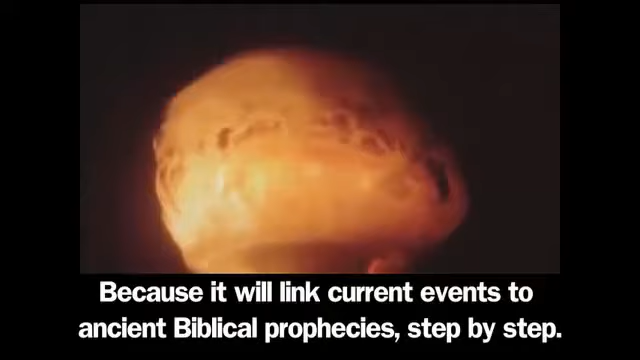 Because it will link current events to
ancient Biblical prophecies, step by step.